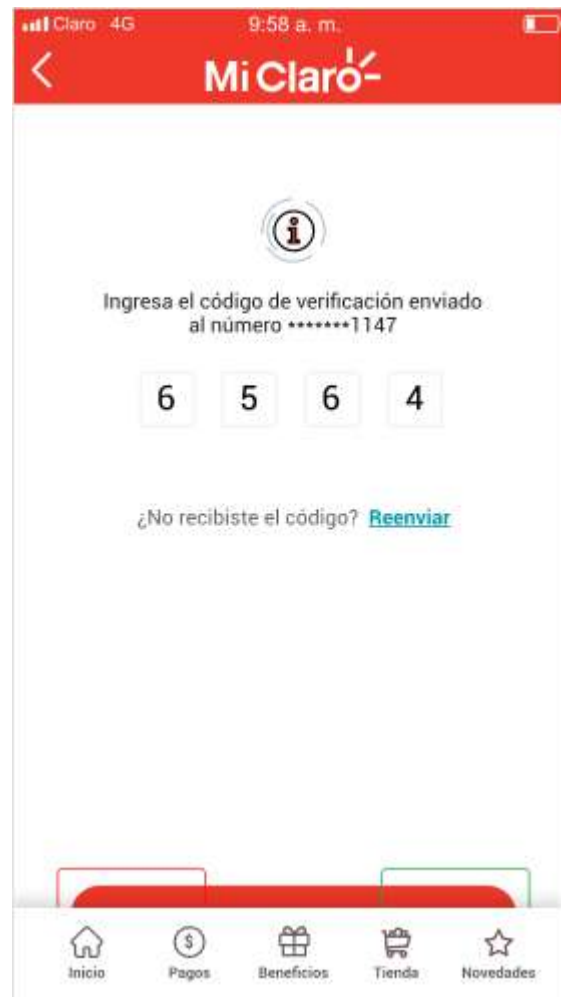 Claro 4G 9:58 a. m.
Mi Claro
Ingresa el código de verificación enviado
al número *******1147
6 5 6 4
¿No recibiste el código? Reenviar
Inicio Pagos Beneficios Tienda Novedades